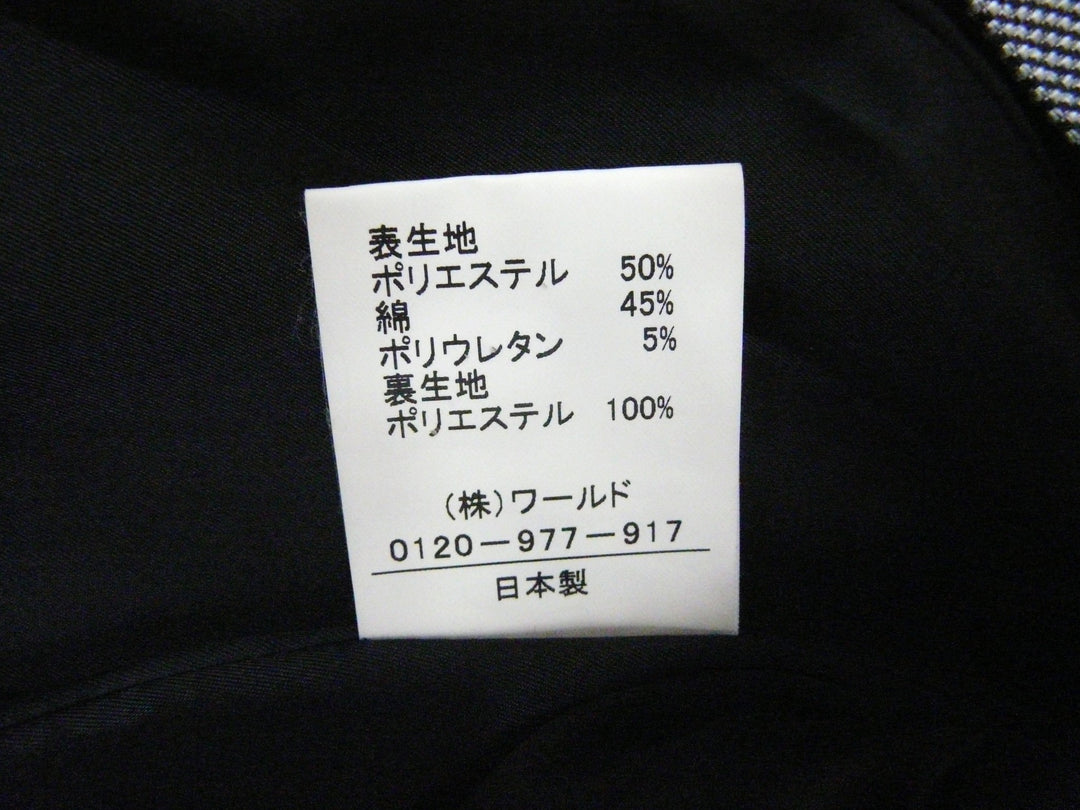 表生地
ポリエステル 50%
綿 45%
ポリウレタン 5%
裏生地
ポリエステル 100%
(株)ワールド
0120-977-917
日本製